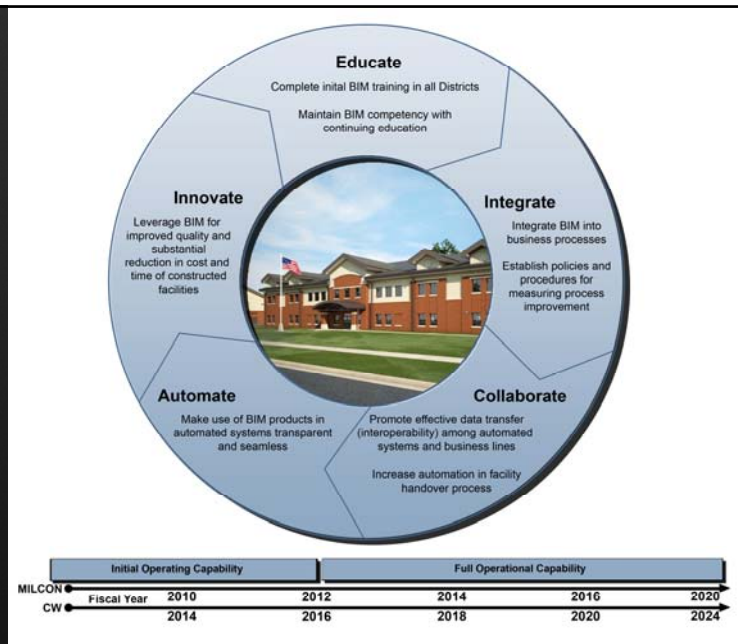 Educate
Complete inital BIM training in all Districts
Maintain BIM competency with
continuing education
Integrate
Integrate BIM into
business processes
Establish policies and
procedures for
measuring process
improvement
Collaborate
Promote effective data transfer
(interoperability) among automated
systems and business lines
Increase automation in facility
handover process
Automate
Make use of BIM products in
automated systems transparent
and seamless
Innovate
Leverage BIM for
improved quality and
substantial
reduction in cost and
time of constructed
facilities
Initial Operating Capability Full Operational Capability
MILCON
Fiscal Year 2010 2012 2014 2016 2020
CW
2014 2016 2018 2020 2024